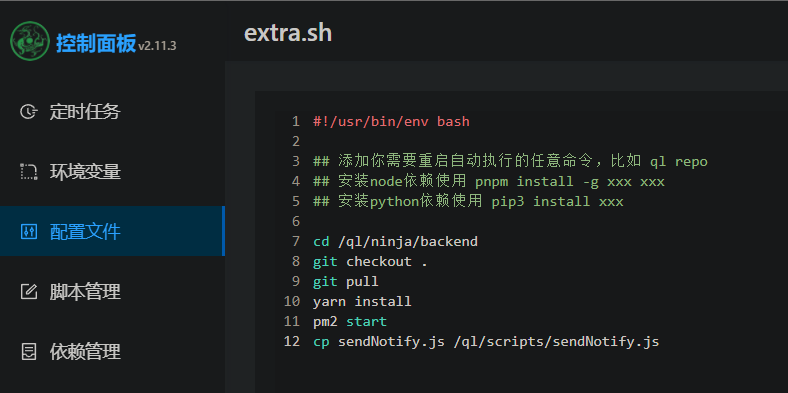 控制面板 v2.11.3
定时任务
环境变量
配置文件
脚本管理
依赖管理
extra.sh
1 #!/usr/bin/env bash
2
3 ## 添加你需要重启自动执行的任意命令，比如 ql repo
4 ## 安装node依赖使用 pnpm install -g xxx xxx
5 ## 安装python依赖使用 pip3 install xxx
6
7 cd /ql/ninja/backend
8 git checkout .
9 git pull
10 yarn install
11 pm2 start
12 cp sendNotify.js /ql/scripts/sendNotify.js